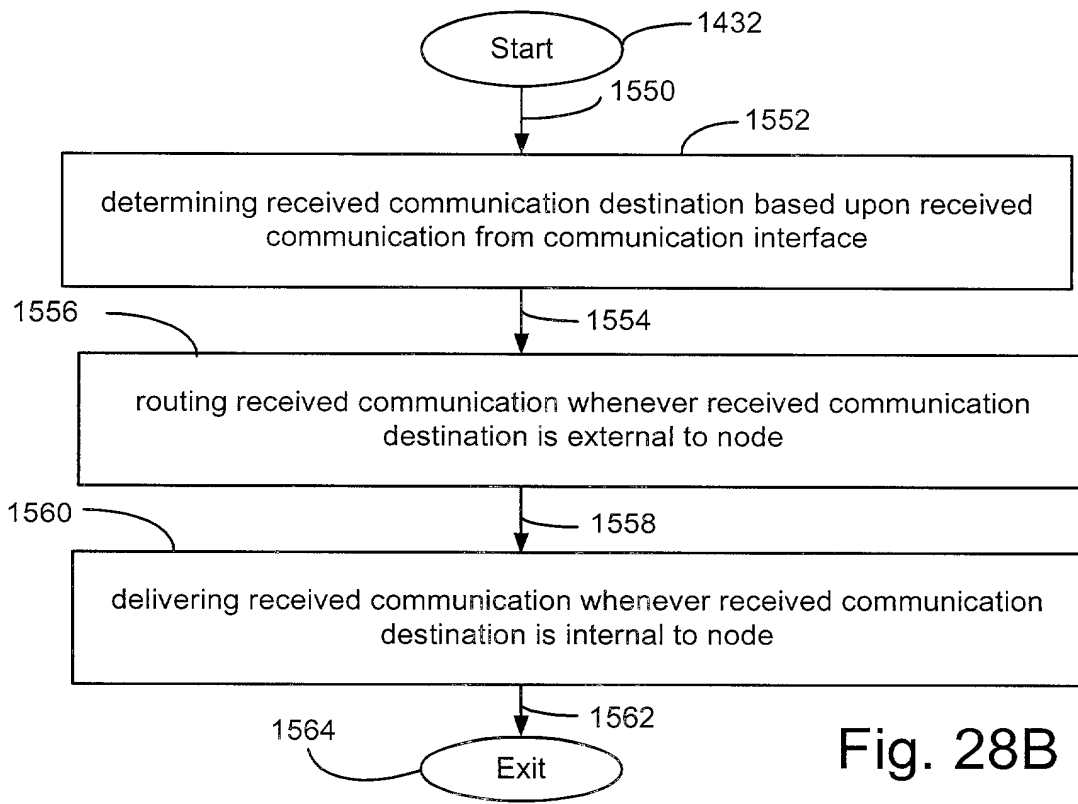 Start
1432
1550
1552
determining received communication destination based upon received
communication from communication interface
1556
1554
routing received communication whenever received communication
destination is external to node
1560
1558
delivering received communication whenever received communication
destination is internal to node
1564
1562
Exit
Fig. 28B